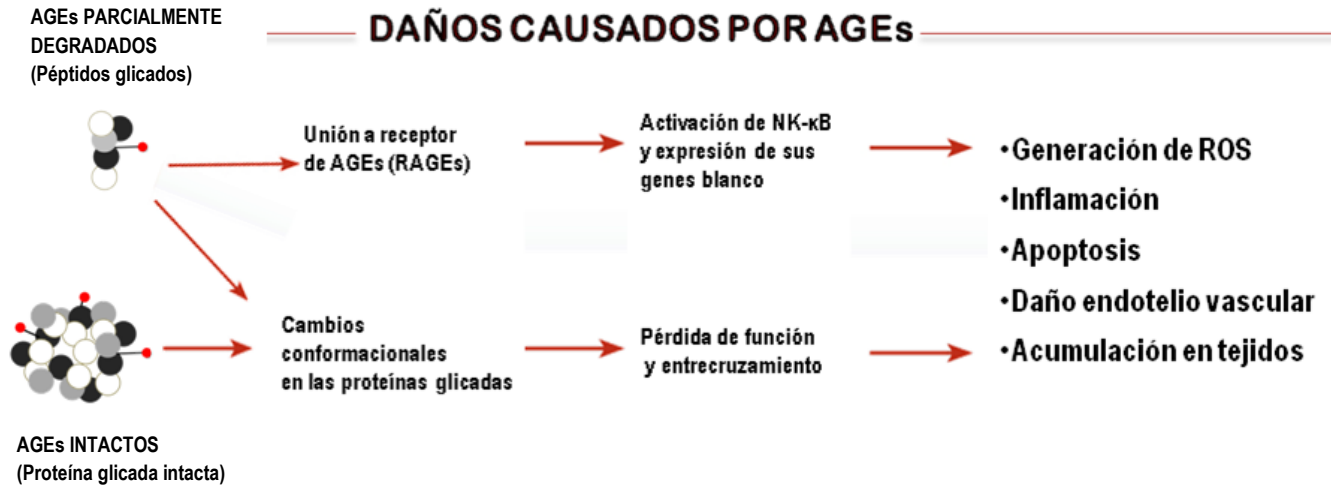 AGEs PARCIALMENTE
DEGRADADOS
(Péptidos glicados)
DAÑOS CAUSADOS POR AGEs
Unión a receptor
de AGEs (RAGEs)
Activación de NK-κB
y expresión de sus
genes blanco
•Generación de ROS
•Inflamación
•Apoptosis
•Daño endotelio vascular
•Acumulación en tejidos
Cambios
conformacionales
en las proteínas glicadas
Pérdida de función
y entrecruzamiento
AGEs INTACTOS
(Proteína glicada intacta)